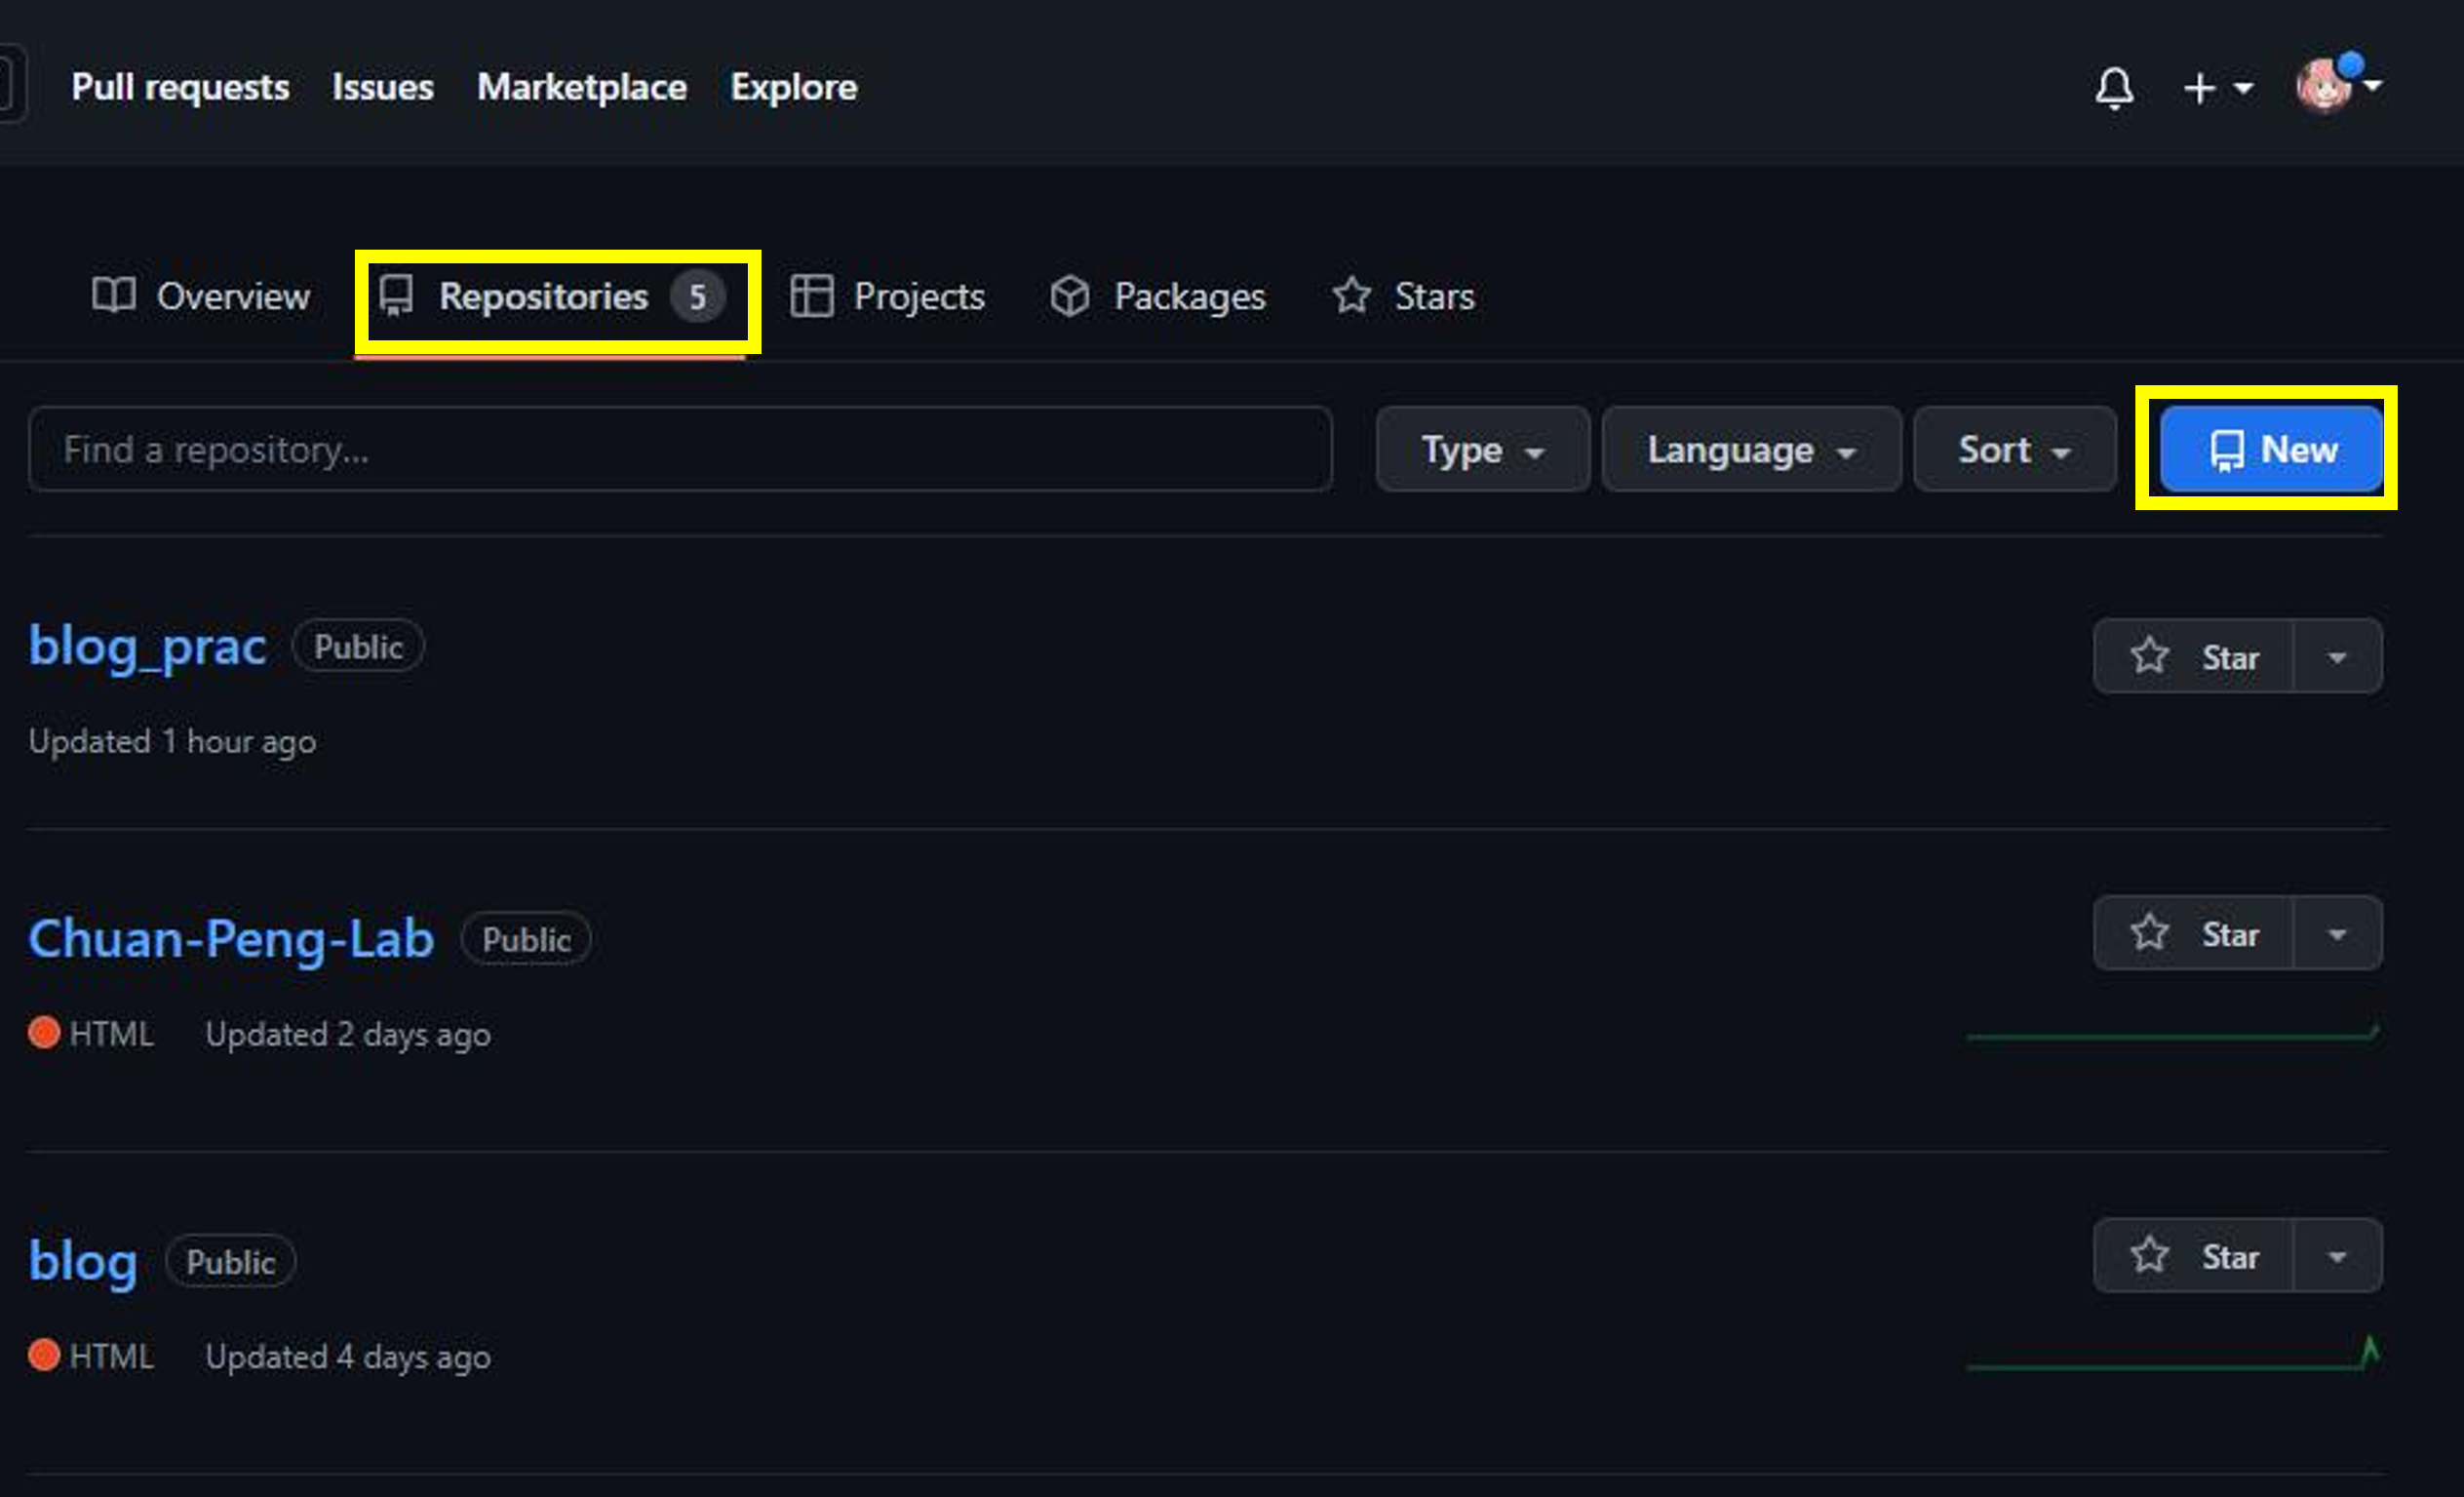 Pull requests Issues Marketplace Explore
Overview Repositories 5 Projects Packages Stars
Find a repository... Type Language Sort New
blog_prac Public Star
Updated 1 hour ago
Chuan-Peng-Lab Public Star
HTML Updated 2 days ago
blog Public Star
HTML Updated 4 days ago